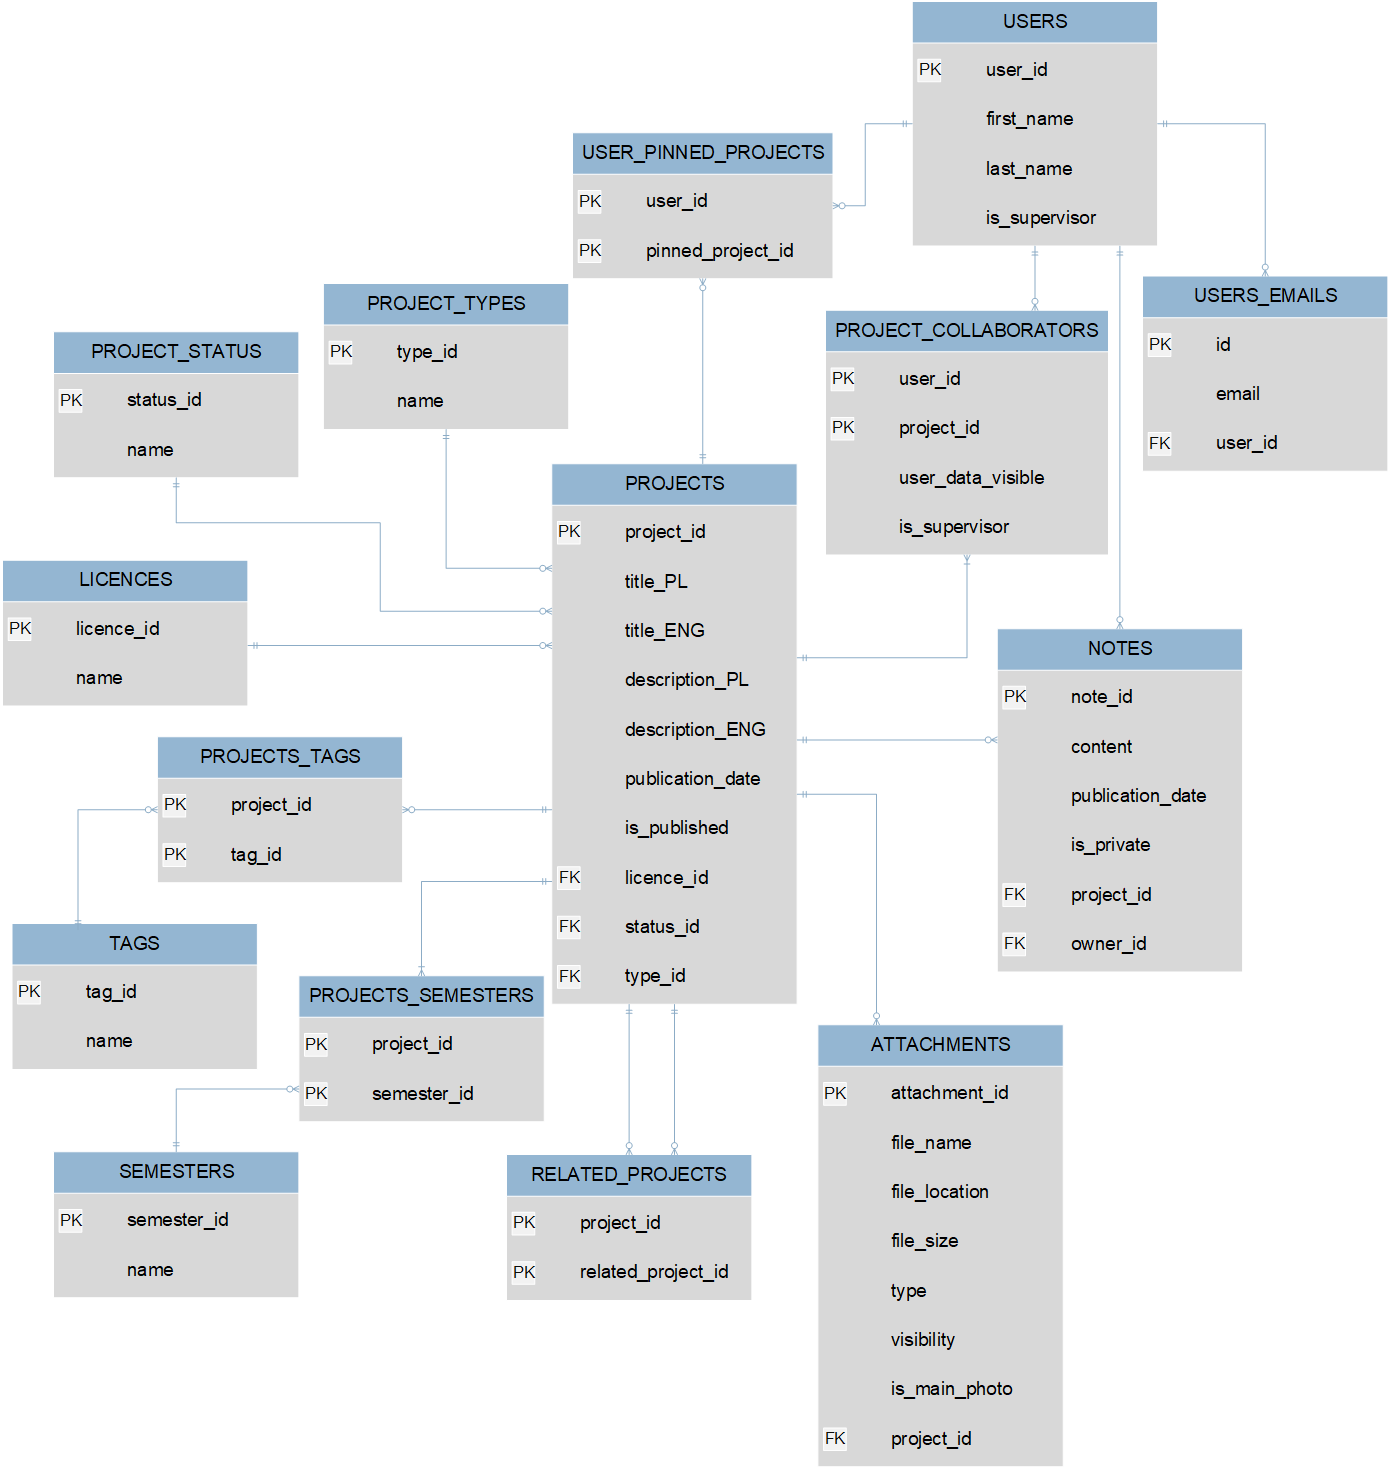 USERS
PK user_id
first_name
last_name
is_supervisor
USER_PINNED_PROJECTS
PK user_id
PK pinned_project_id
USERS_EMAILS
PK id
email
FK user_id
PROJECT_TYPES
PK type_id
name
PROJECT_COLLABORATORS
PK user_id
PK project_id
user_data_visible
is_supervisor
PROJECT_STATUS
PK status_id
name
PROJECTS
PK project_id
title_PL
title_ENG
description_PL
description_ENG
publication_date
is_published
FK licence_id
FK status_id
FK type_id
LICENCES
PK licence_id
name
NOTES
PK note_id
content
publication_date
is_private
FK project_id
FK owner_id
PROJECTS_TAGS
PK project_id
PK tag_id
TAGS
PK tag_id
name
PROJECTS_SEMESTERS
PK project_id
PK semester_id
ATTACHMENTS
PK attachment_id
file_name
file_location
file_size
type
visibility
is_main_photo
FK project_id
SEMESTERS
PK semester_id
name
RELATED_PROJECTS
PK project_id
PK related_project_id